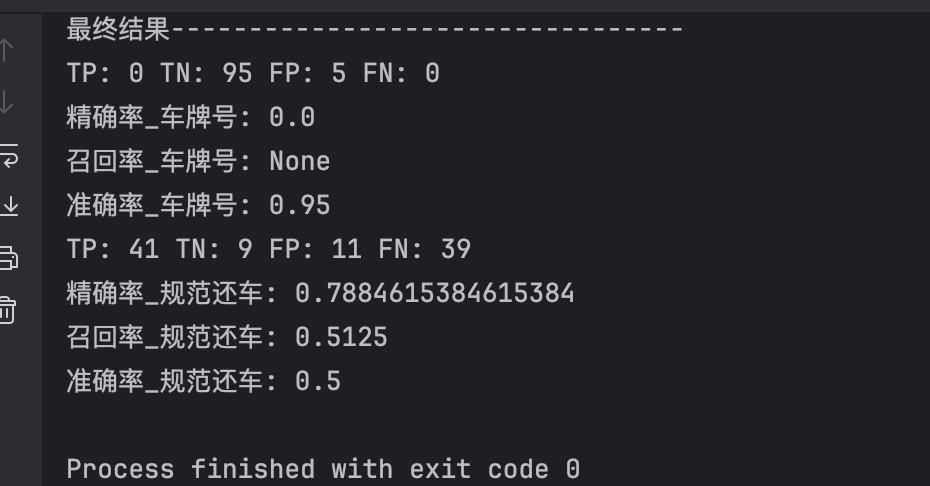 最终结果---------------------------------
TP: 0 TN: 95 FP: 5 FN: 0
精确率_车牌号: 0.0
召回率_车牌号: None
准确率_车牌号: 0.95
TP: 41 TN: 9 FP: 11 FN: 39
精确率_规范还车: 0.7884615384615384
召回率_规范还车: 0.5125
准确率_规范还车: 0.5
Process finished with exit code 0